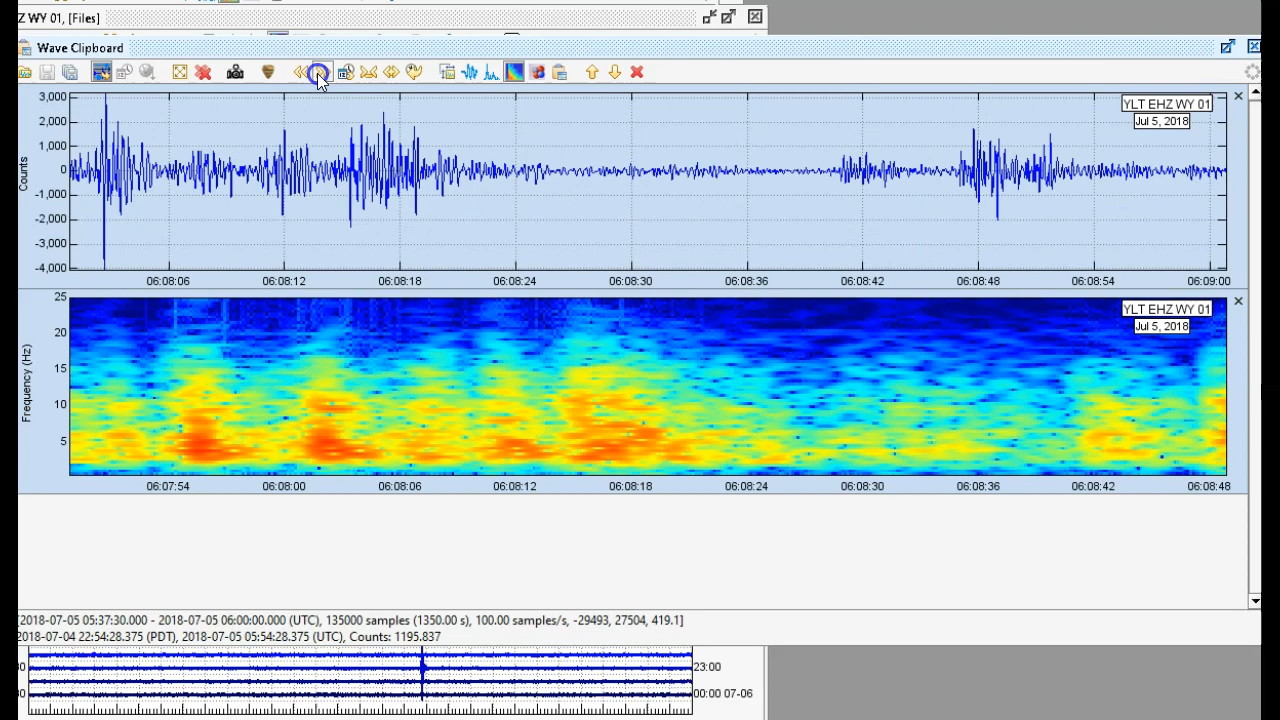 Z WY 01, [Files]
Wave Clipboard
YLT EHZ WY 01
Jul 5, 2018
Counts
3,000
2,000
1,000
0
-1,000
-2,000
-3,000
-4,000
06:08:06 06:08:12 06:08:18 06:08:24 06:08:30 06:08:36 06:08:42 06:08:48 06:08:54 06:09:00
YLT EHZ WY 01
Jul 5, 2018
Frequency (Hz)
25
20
15
10
5
06:07:54 06:08:00 06:08:06 06:08:12 06:08:18 06:08:24 06:08:30 06:08:36 06:08:42 06:08:48
[2018-07-05 05:37:30.000 - 2018-07-05 06:00:00.000 (UTC), 135000 samples (1350.00 s), 100.00 samples/s, -29493, 27504, 419.1]
2018-07-04 22:54:28.375 (PDT), 2018-07-05 05:54:28.375 (UTC), Counts: 1195.837
30 23:00
30 00:00 07-06